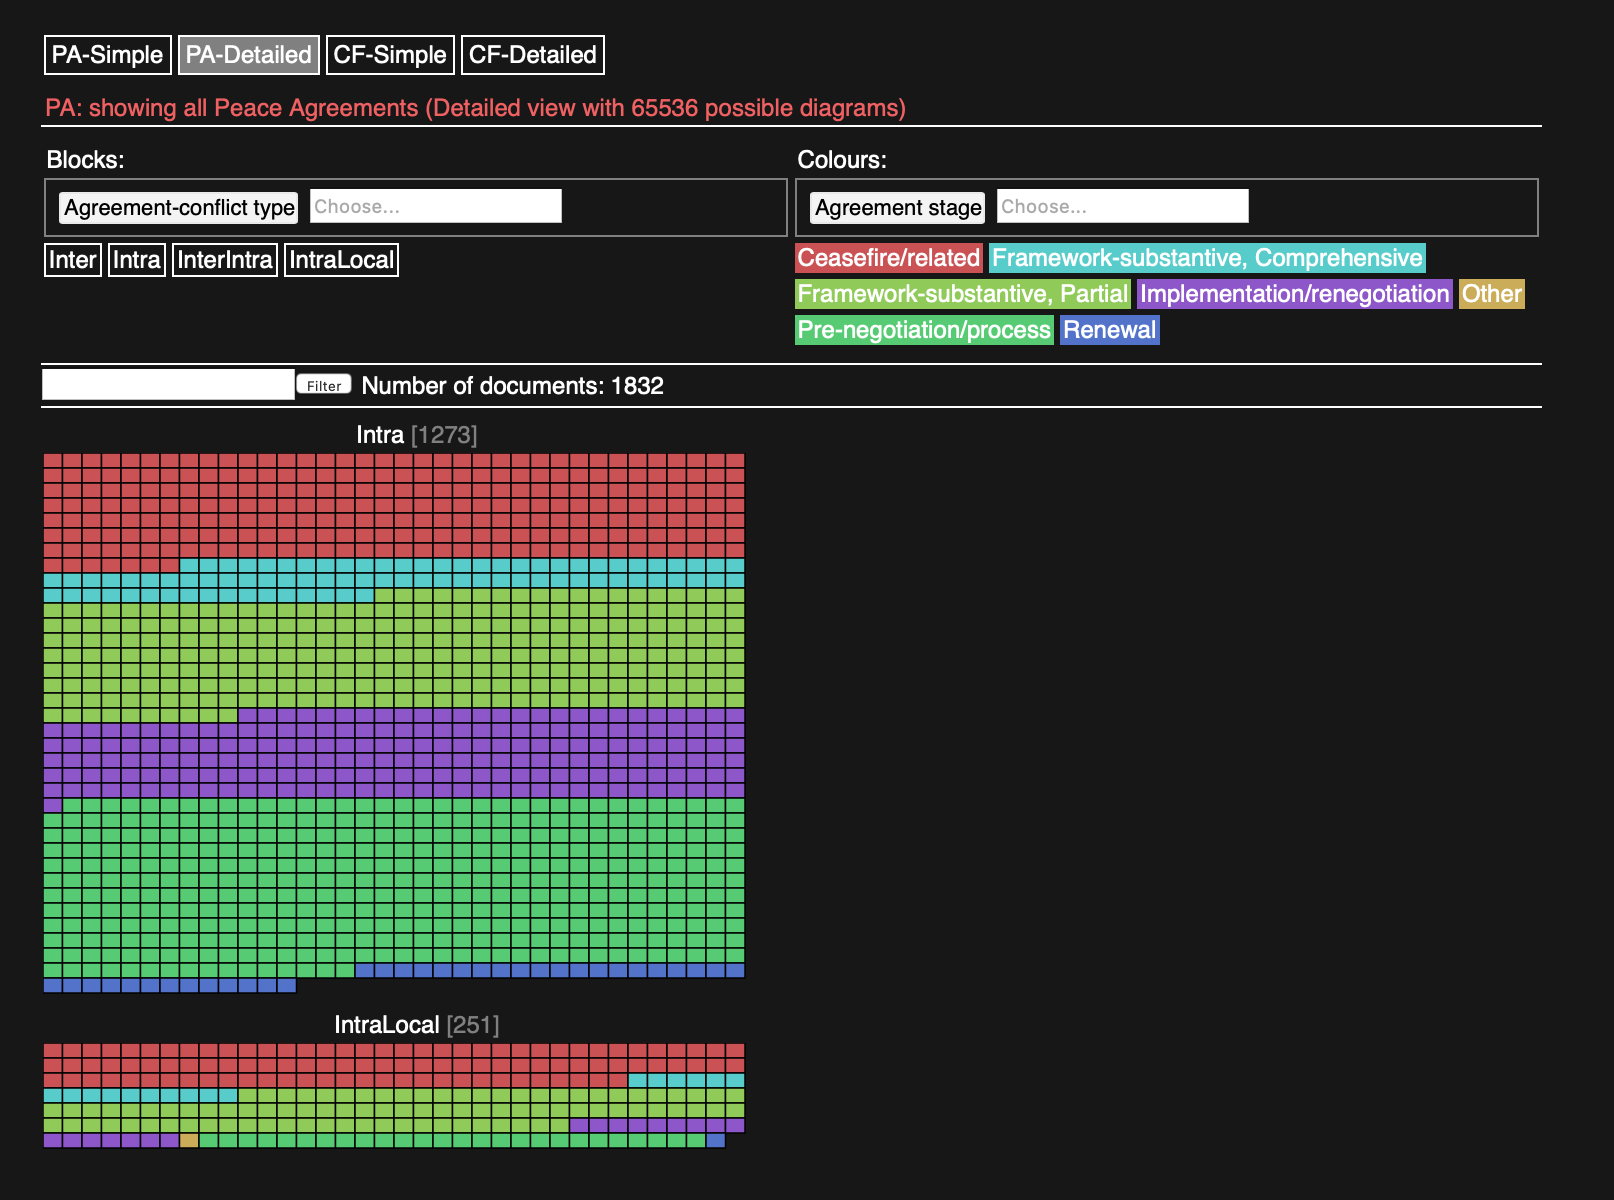 PA-Simple PA-Detailed CF-Simple CF-Detailed
PA: showing all Peace Agreements (Detailed view with 65536 possible diagrams)
Blocks:
Agreement-conflict type Choose...
Inter Intra InterIntra IntraLocal
Colours:
Agreement stage Choose...
Ceasefire/related Framework-substantive, Comprehensive
Framework-substantive, Partial Implementation/renegotiation Other
Pre-negotiation/process Renewal
Filter Number of documents: 1832
Intra [1273]
IntraLocal [251]